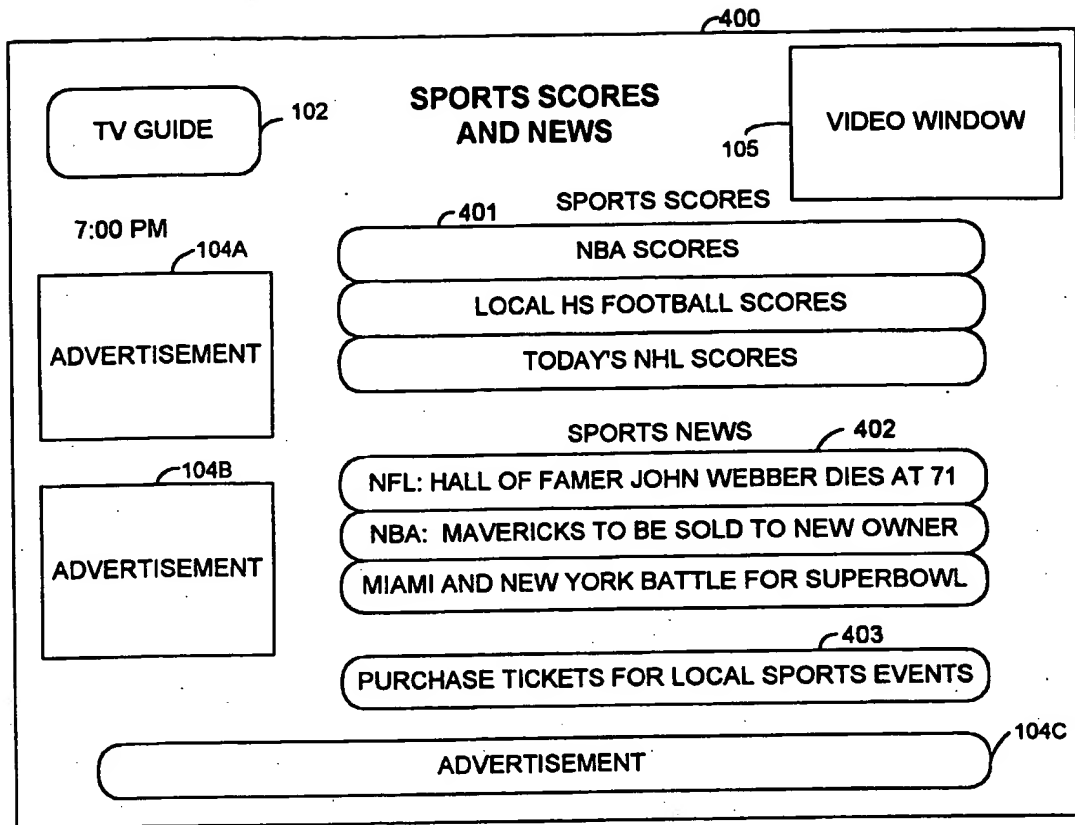 400
TV GUIDE
102
SPORTS SCORES
AND NEWS
105
VIDEO WINDOW
7:00 PM
104A
ADVERTISEMENT
104B
ADVERTISEMENT
SPORTS SCORES
401
NBA SCORES
LOCAL HS FOOTBALL SCORES
TODAY'S NHL SCORES
SPORTS NEWS
402
NFL: HALL OF FAMER JOHN WEBBER DIES AT 71
NBA: MAVERICKS TO BE SOLD TO NEW OWNER
MIAMI AND NEW YORK BATTLE FOR SUPERBOWL
403
PURCHASE TICKETS FOR LOCAL SPORTS EVENTS
104C
ADVERTISEMENT